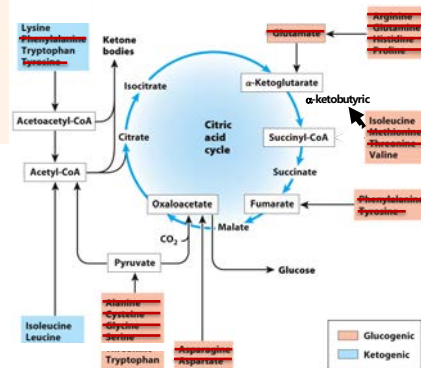 Lysine
Phenylalanine
Tryptophan
Tyrosine
Ketone
bodies
Glutamate
Arginine
Glutamine
Histidine
Proline
Isocitrate
α-Ketoglutarate
α-ketobutyric
Acetoacetyl-CoA
Citrate
Citric
acid
cycle
Succinyl-CoA
Isoleucine
Methionine
Threonine
Valine
Acetyl-CoA
Succinate
Oxaloacetate
Fumarate
Phenylalanine
Tyrosine
Malate
CO2
Pyruvate
Glucose
Isoleucine
Leucine
Alanine
Cysteine
Glycine
Serine
Threonine
Tryptophan
Asparagine
Aspartate
Glucogenic
Ketogenic